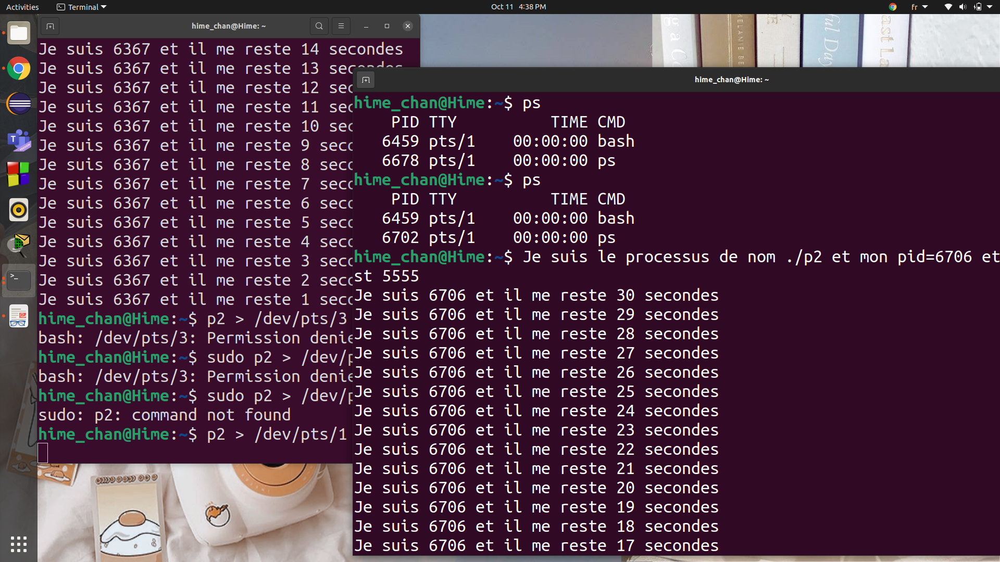 Activities
Terminal
Oct 11 4:38 PM
fr
hime_chan@Hime: ~
Je suis 6367 et il me reste 14 secondes
Je suis 6367 et il me reste 13 secondes
Je suis 6367 et il me reste 12 sec
Je suis 6367 et il me reste 11 sec
Je suis 6367 et il me reste 10 sec
Je suis 6367 et il me reste 9 seco
Je suis 6367 et il me reste 8 seco
Je suis 6367 et il me reste 7 seco
Je suis 6367 et il me reste 6 seco
Je suis 6367 et il me reste 5 seco
Je suis 6367 et il me reste 4 seco
Je suis 6367 et il me reste 3 seco
Je suis 6367 et il me reste 2 seco
Je suis 6367 et il me reste 1 seco
hime_chan@Hime:~$ p2 > /dev/pts/3
bash: /dev/pts/3: Permission denie
hime_chan@Hime:~$ sudo p2 > /dev/p
bash: /dev/pts/3: Permission denie
hime_chan@Hime:~$ sudo p2 > /dev/p
sudo: p2: command not found
hime_chan@Hime:~$ p2 > /dev/pts/1
hime_chan@Hime: ~
hime_chan@Hime:~$ ps
PID TTY TIME CMD
6459 pts/1 00:00:00 bash
6678 pts/1 00:00:00 ps
hime_chan@Hime:~$ ps
PID TTY TIME CMD
6459 pts/1 00:00:00 bash
6702 pts/1 00:00:00 ps
hime_chan@Hime:~$ Je suis le processus de nom ./p2 et mon pid=6706 et
st 5555
Je suis 6706 et il me reste 30 secondes
Je suis 6706 et il me reste 29 secondes
Je suis 6706 et il me reste 28 secondes
Je suis 6706 et il me reste 27 secondes
Je suis 6706 et il me reste 26 secondes
Je suis 6706 et il me reste 25 secondes
Je suis 6706 et il me reste 24 secondes
Je suis 6706 et il me reste 23 secondes
Je suis 6706 et il me reste 22 secondes
Je suis 6706 et il me reste 21 secondes
Je suis 6706 et il me reste 20 secondes
Je suis 6706 et il me reste 19 secondes
Je suis 6706 et il me reste 18 secondes
Je suis 6706 et il me reste 17 secondes
g a C
MELANIE BE
ful Day
ast La